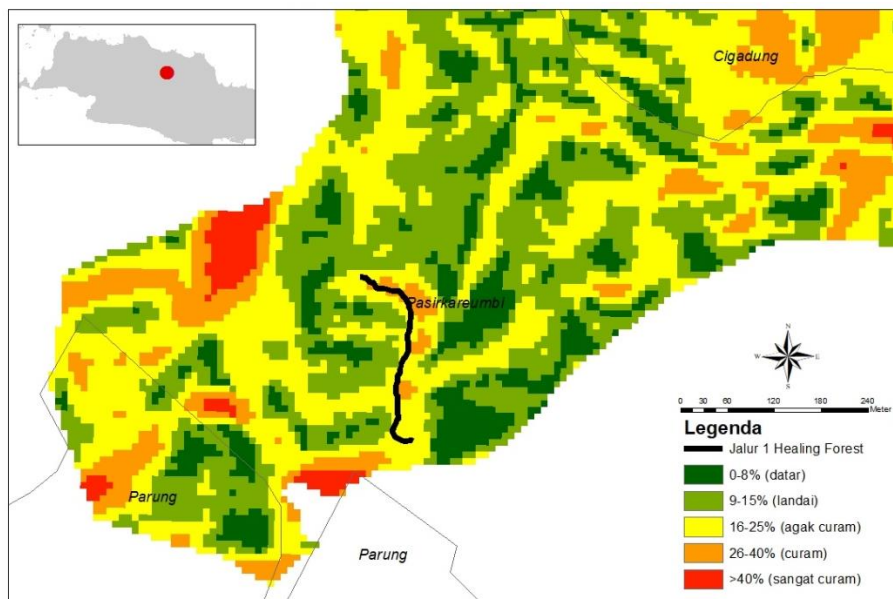 Cigadung
Pasirkareumbi
N
W
E
S
0 30 60 120 180 240
Meter
Legenda
Jalur 1 Healing Forest
0-8% (datar)
9-15% (landai)
16-25% (agak curam)
26-40% (curam)
>40% (sangat curam)
Parung
Parung